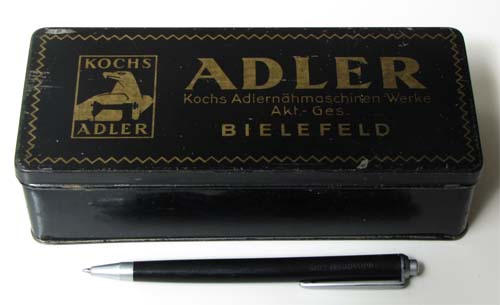 KOCHS
ADLER
ADLER
Kochs Adlernähmaschinen Werke
Akt.-Ges.
BIELEFELD